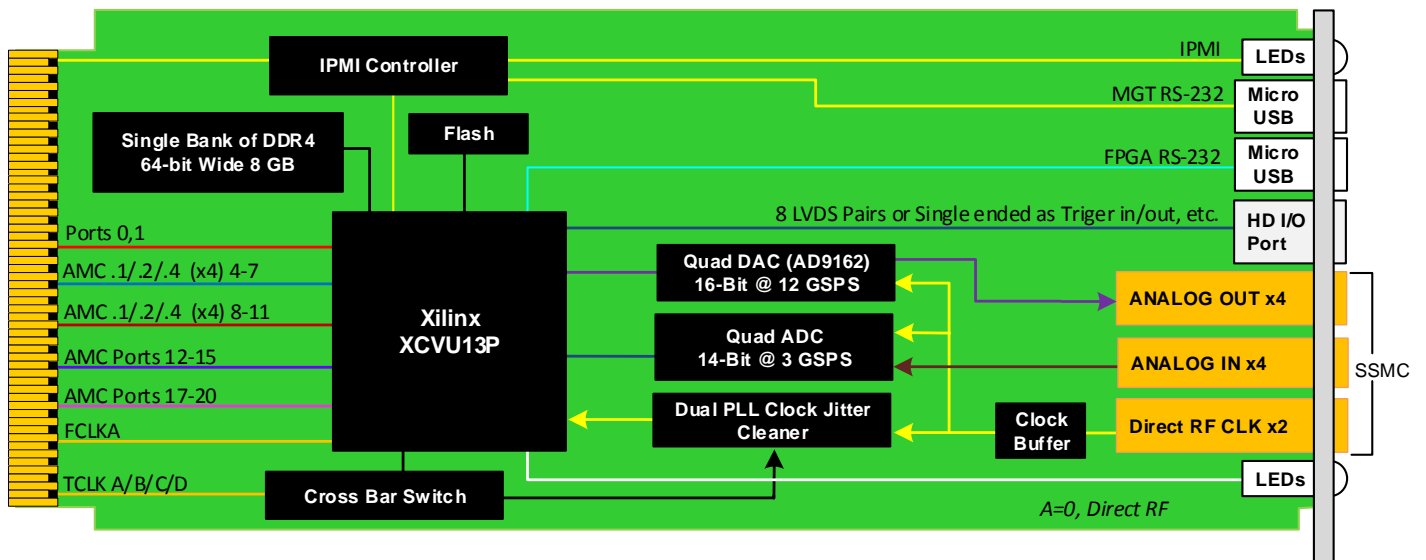 IPMI
LEDs
IPMI Controller
MGT RS-232
Micro
USB
Single Bank of DDR4
64-bit Wide 8 GB
Flash
FPGA RS-232
Micro
USB
8 LVDS Pairs or Single ended as Triger in/out, etc.
HD I/O
Port
Ports 0,1
AMC .1/.2/.4 (x4) 4-7
AMC .1/.2/.4 (x4) 8-11
AMC Ports 12-15
AMC Ports 17-20
FCLKA
TCLK A/B/C/D
Xilinx
XCVU13P
Quad DAC (AD9162)
16-Bit @ 12 GSPS
Quad ADC
14-Bit @ 3 GSPS
Dual PLL Clock Jitter
Cleaner
Clock
Buffer
ANALOG OUT x4
ANALOG IN x4
Direct RF CLK x2
SSMC
Cross Bar Switch
LEDs
A=0, Direct RF